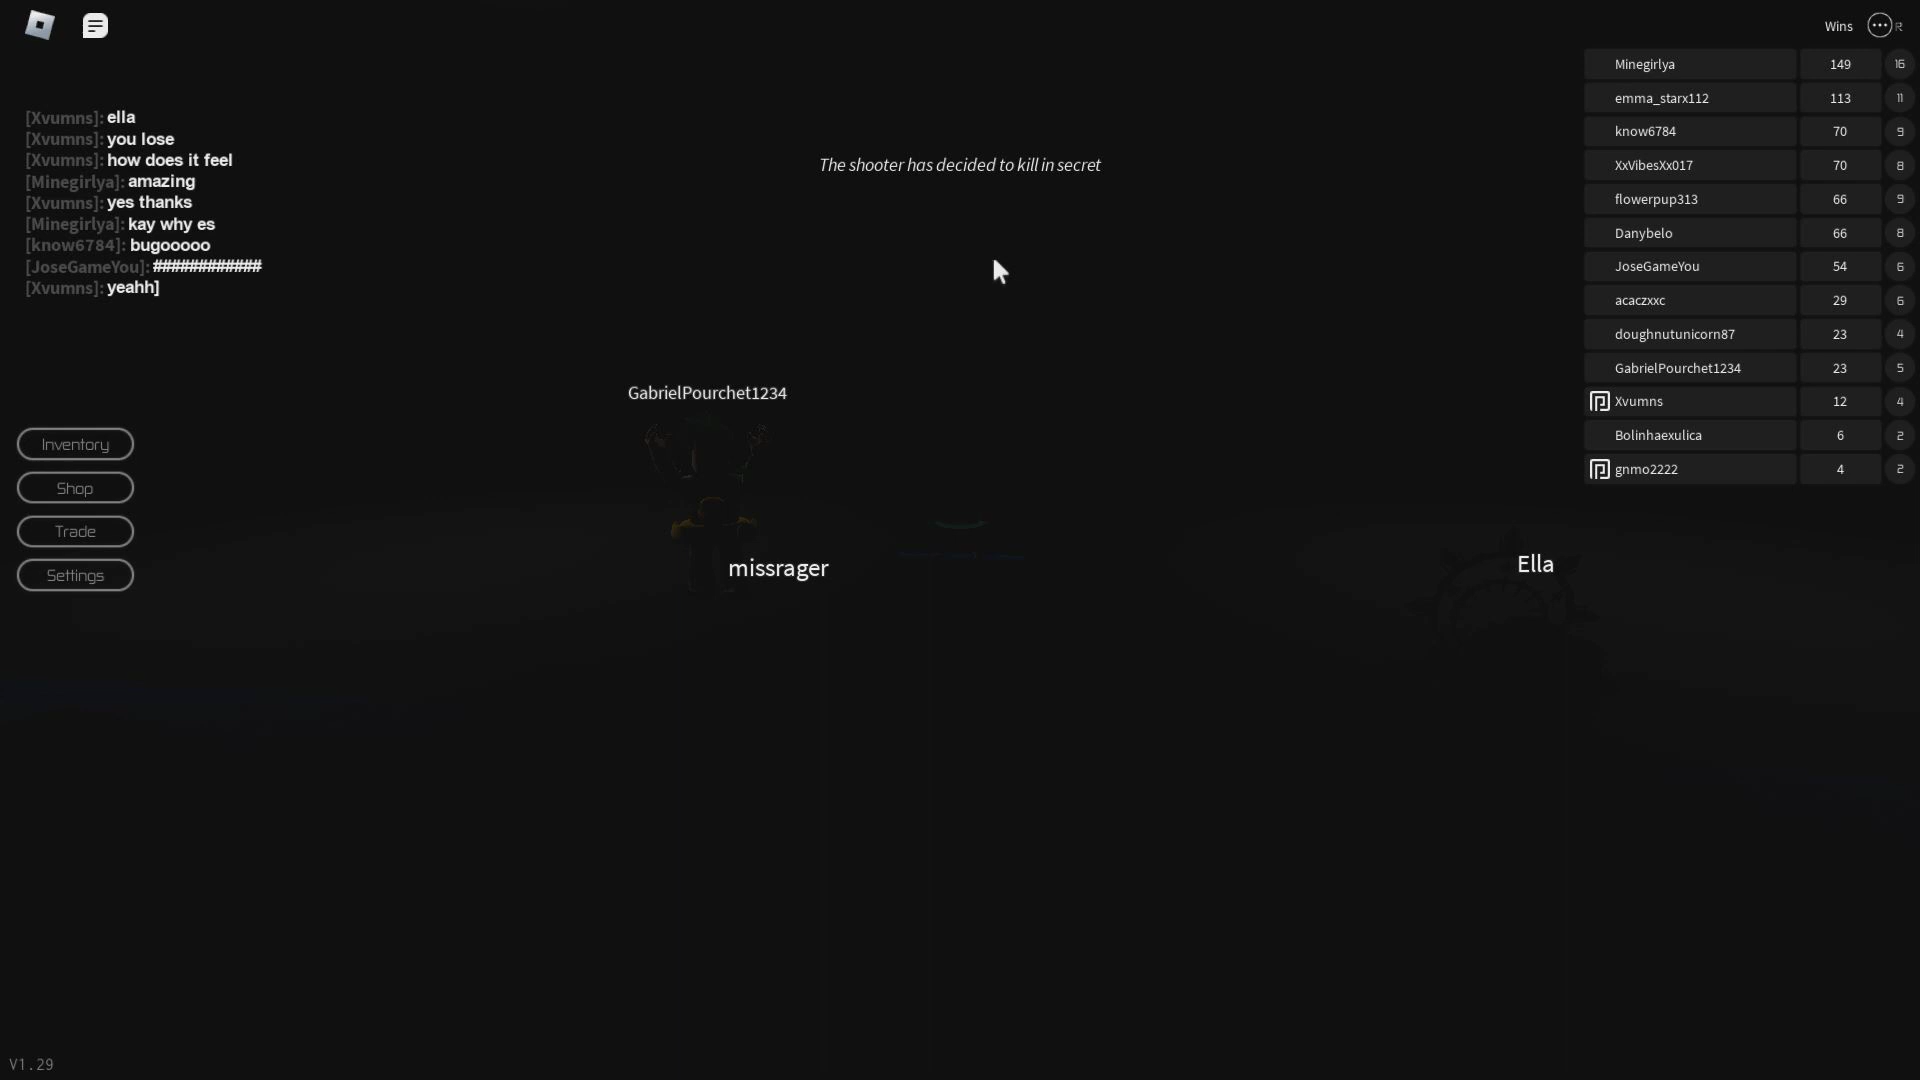 Wins
R
Minegirlya 149 16
emma_starx112 113 11
know6784 70 9
XxVibesXx017 70 8
flowerpup313 66 9
Danybelo 66 8
JoseGameYou 54 6
acaczxxc 29 6
doughnutunicorn87 23 4
GabrielPourchet1234 23 5
Xvumns 12 4
Bolinhaexulica 6 2
gnmo2222 4 2
[Xvumns]: ella
[Xvumns]: you lose
[Xvumns]: how does it feel
[Minegirlya]: amazing
[Xvumns]: yes thanks
[Minegirlya]: kay why es
[know6784]: bugooooo
[JoseGameYou]: ############
[Xvumns]: yeahh]
The shooter has decided to kill in secret
GabrielPourchet1234
missrager
Ella
Inventory
Shop
Trade
Settings
V1.29